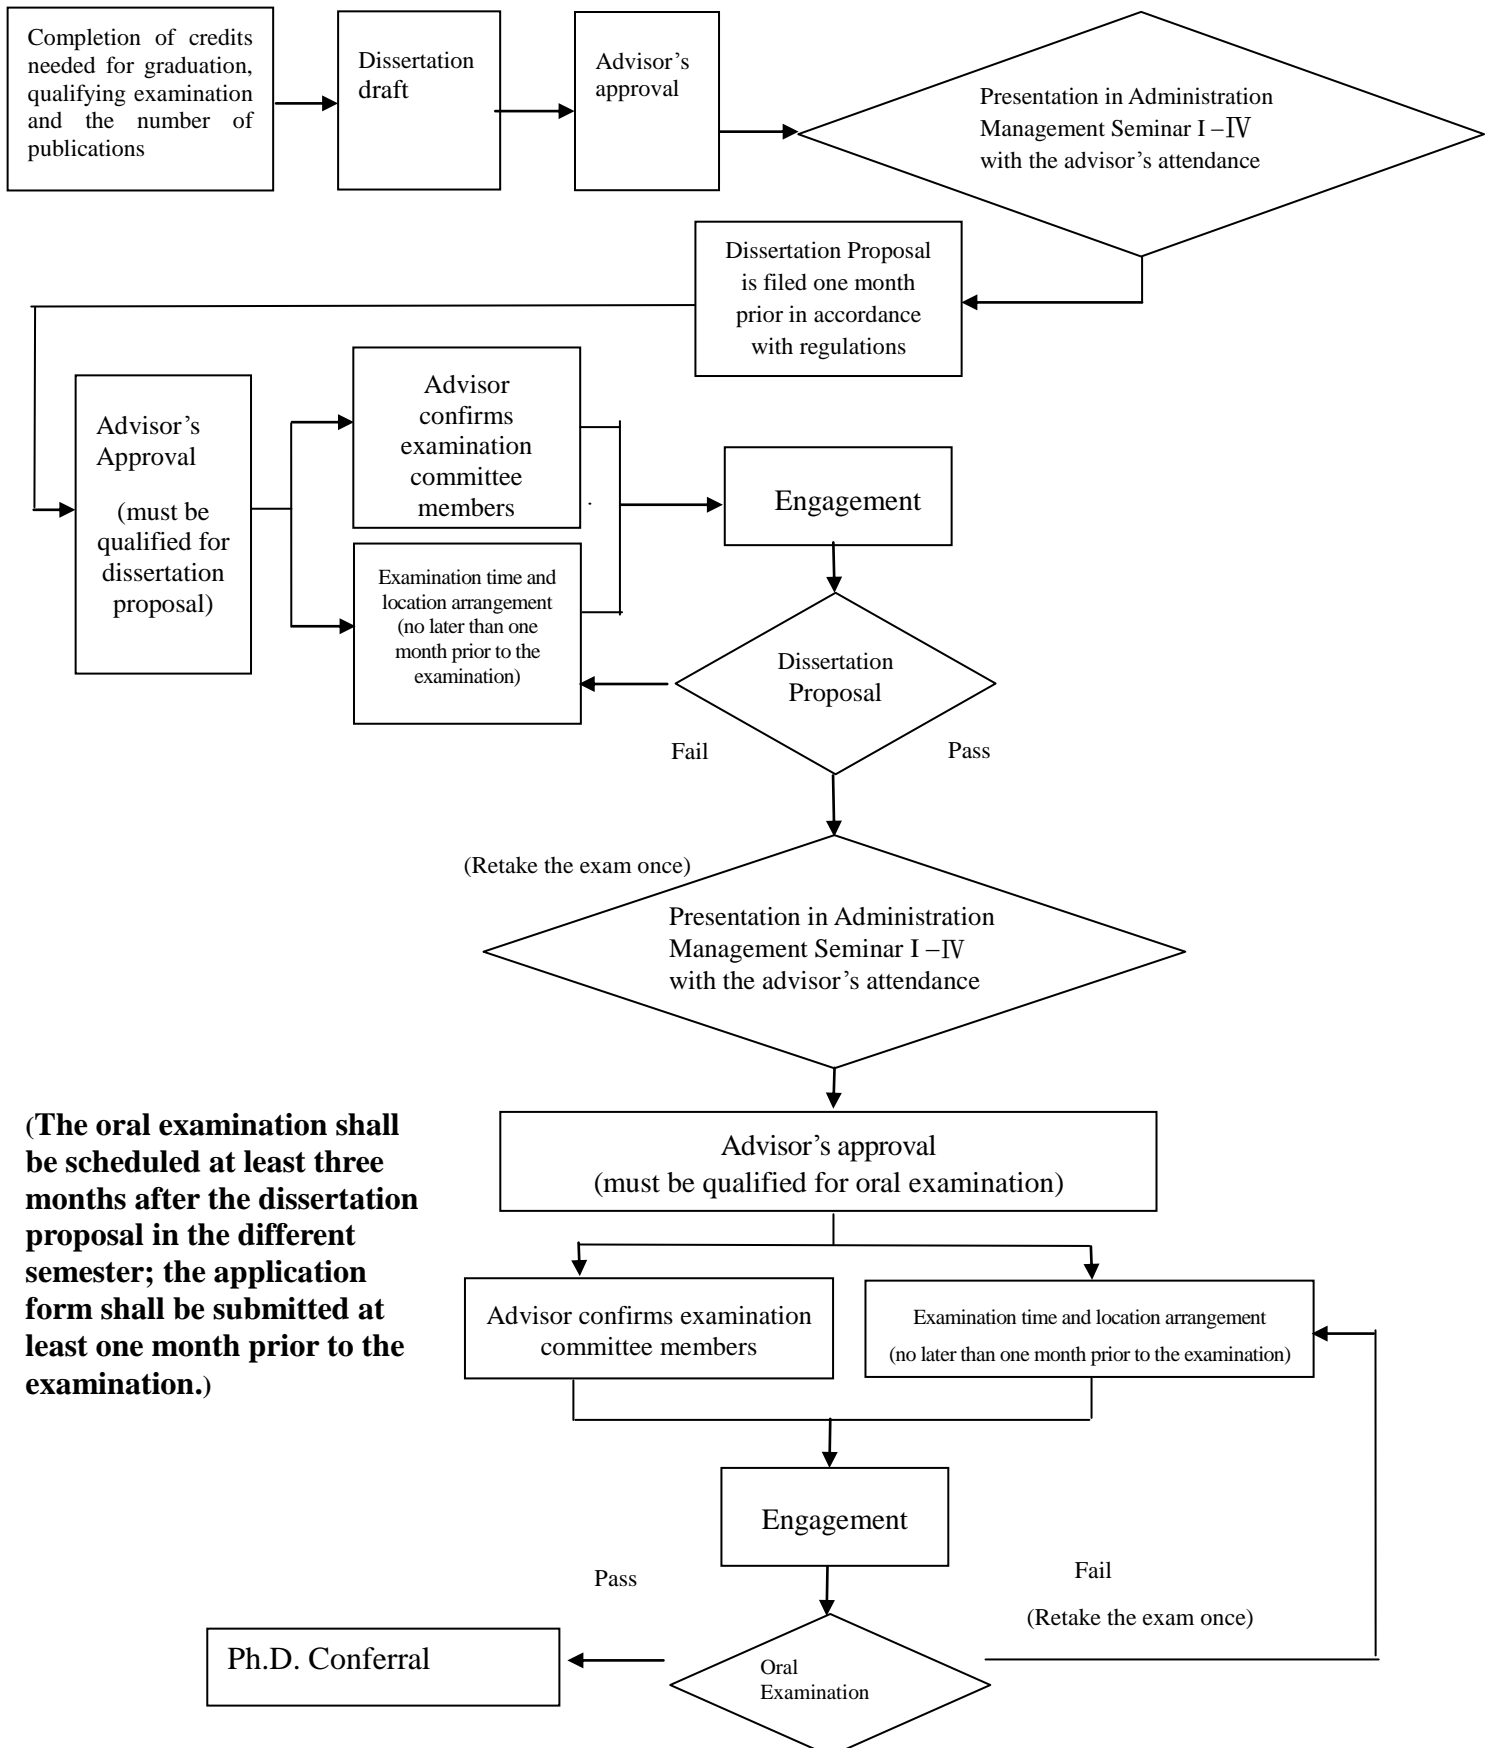 Completion of credits
needed for graduation,
qualifying examination
and the number of
publications
Dissertation
draft
Advisor’s
approval
Presentation in Administration
Management Seminar I –Ⅳ
with the advisor’s attendance
Dissertation Proposal
is filed one month
prior in accordance
with regulations
Advisor’s
Approval
(must be
qualified for
dissertation
proposal)
Advisor
confirms
examination
committee
members
.
Examination time and
location arrangement
(no later than one
month prior to the
examination)
Engagement
Dissertation
Proposal
Fail
Pass
(Retake the exam once)
Presentation in Administration
Management Seminar I –Ⅳ
with the advisor’s attendance
(The oral examination shall
be scheduled at least three
months after the dissertation
proposal in the different
semester; the application
form shall be submitted at
least one month prior to the
examination.)
Advisor’s approval
(must be qualified for oral examination)
Advisor confirms examination
committee members
Examination time and location arrangement
(no later than one month prior to the examination)
Engagement
Pass
Fail
(Retake the exam once)
Ph.D. Conferral
Oral
Examination